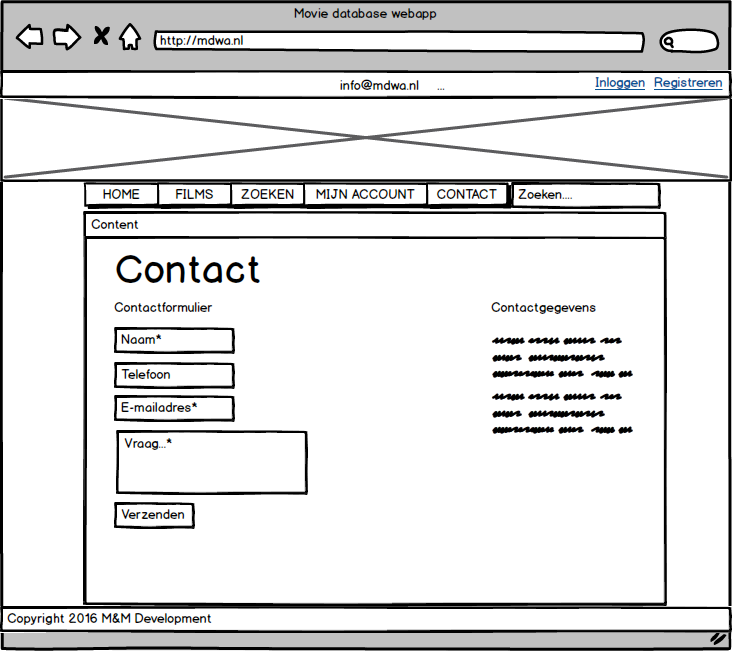 Movie database webapp
http://mdwa.nl
info@mdwa.nl ... Inloggen Registreren
HOME FILMS ZOEKEN MIJN ACCOUNT CONTACT Zoeken....
Content
Contact
Contactformulier Contactgegevens
Naam*
Telefoon
E-mailadres*
Vraag...*
Verzenden
Copyright 2016 M&M Development